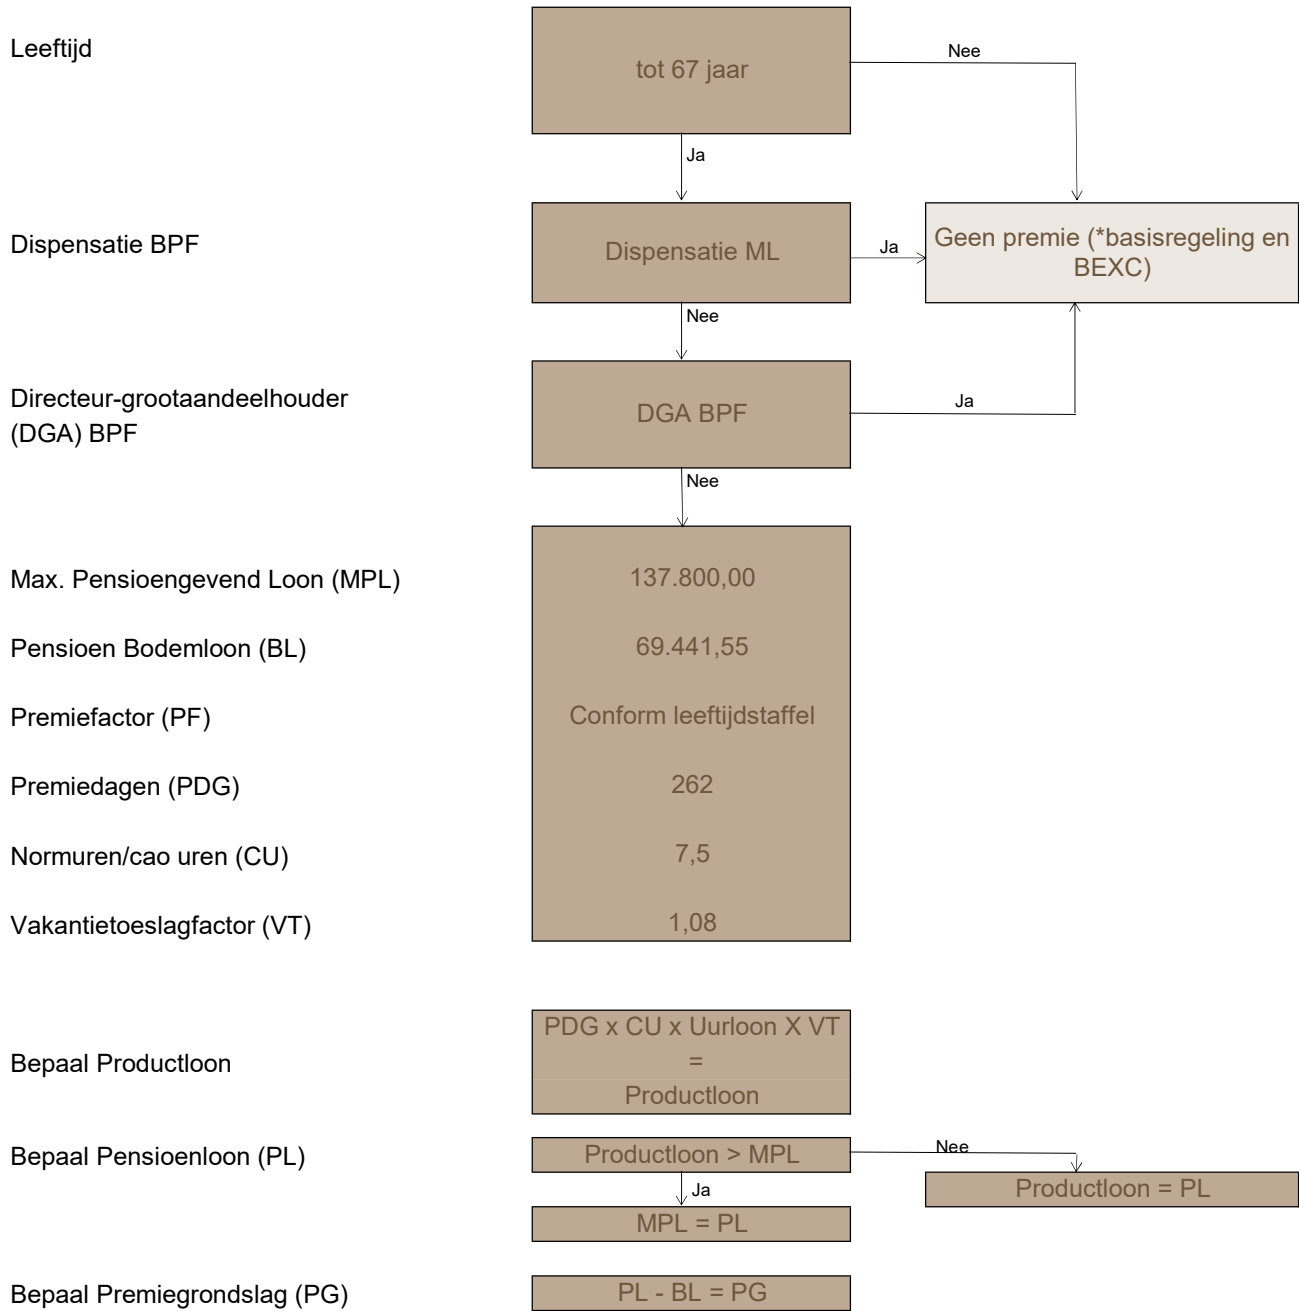 Leeftijd
tot 67 jaar
Nee
Ja
Dispensatie BPF
Dispensatie ML
Ja
Geen premie (*basisregeling en
BEXC)
Nee
Directeur-grootaandeelhouder
(DGA) BPF
DGA BPF
Ja
Nee
Max. Pensioengevend Loon (MPL)
137.800,00
Pensioen Bodemloon (BL)
69.441,55
Premiefactor (PF)
Conform leeftijdstaffel
Premiedagen (PDG)
262
Normuren/cao uren (CU)
7,5
Vakantietoeslagfactor (VT)
1,08
Bepaal Productloon
PDG x CU x Uurloon X VT
=
Productloon
Bepaal Pensioenloon (PL)
Productloon > MPL
Nee
Productloon = PL
Ja
MPL = PL
Bepaal Premiegrondslag (PG)
PL - BL = PG